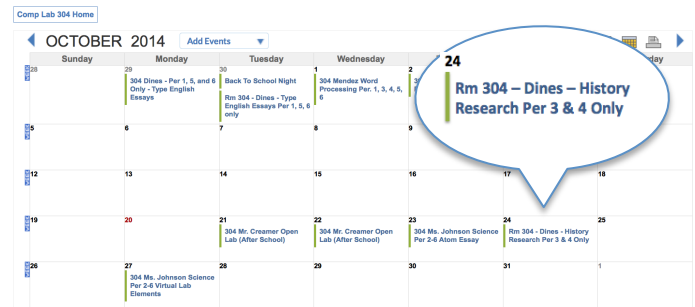 Comp Lab 304 Home
OCTOBER 2014
Add Events
Sunday
Monday
Tuesday
Wednesday
28
29
304 Dines - Per 1, 5, and 6
Only - Type English
Essays
30
Back To School Night
Rm 304 - Dines - Type
English Essays Per 1, 5, 6
only
1
304 Mendez Word
Processing Per. 1, 3, 4, 5,
6
2
24
Rm 304 – Dines – History
Research Per 3 & 4 Only
5
6
7
8
9
12
13
14
15
16
17
18
19
20
21
304 Mr. Creamer Open
Lab (After School)
22
304 Mr. Creamer Open
Lab (After School)
23
304 Ms. Johnson Science
Per 2-6 Atom Essay
24
Rm 304 - Dines - History
Research Per 3 & 4 Only
25
26
27
304 Ms. Johnson Science
Per 2-6 Virtual Lab
Elements
28
29
30
31
1